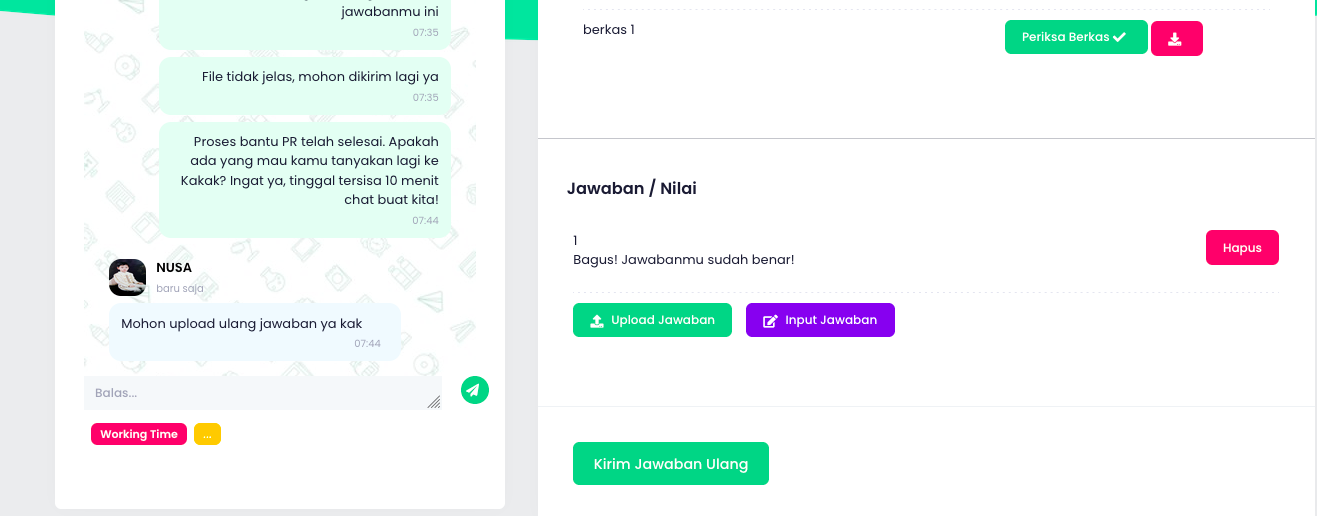 jawabanmu ini
07:35
File tidak jelas, mohon dikirim lagi ya
07:35
Proses bantu PR telah selesai. Apakah
ada yang mau kamu tanyakan lagi ke
Kakak? Ingat ya, tinggal tersisa 10 menit
chat buat kita!
07:44
NUSA
baru saja
Mohon upload ulang jawaban ya kak
07:44
Balas...
Working Time
...
berkas 1
Periksa Berkas
Jawaban / Nilai
1
Bagus! Jawabanmu sudah benar!
Hapus
Upload Jawaban
Input Jawaban
Kirim Jawaban Ulang